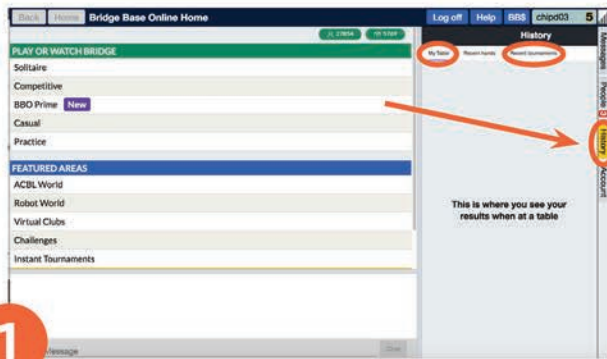 Back Home Bridge Base Online Home Log off Help BB$ chipd03 5
27854 5707
PLAY OR WATCH BRIDGE
Solitaire
Competitive
BBO Prime New
Casual
Practice
FEATURED AREAS
ACBL World
Robot World
Virtual Clubs
Challenges
Instant Tournaments
Message
Chat
1
History
My Table Recent hands Recent tournaments
This is where you see your
results when at a table
Messages
People
History
Account